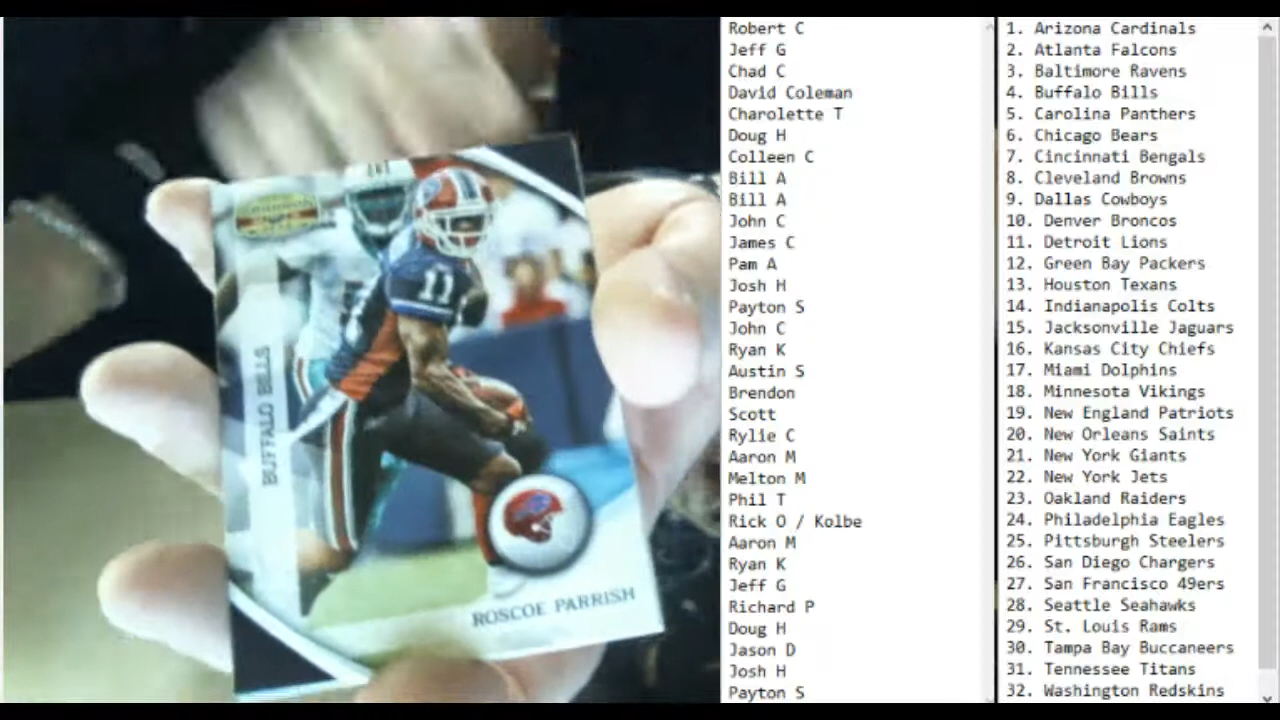 BUFFALO BILLS
11
ROSCOE PARRISH
Robert C
Jeff G
Chad C
David Coleman
Charolette T
Doug H
Colleen C
Bill A
Bill A
John C
James C
Pam A
Josh H
Payton S
John C
Ryan K
Austin S
Brendon
Scott
Rylie C
Aaron M
Melton M
Phil T
Rick O / Kolbe
Aaron M
Ryan K
Jeff G
Richard P
Doug H
Jason D
Josh H
Payton S
1. Arizona Cardinals
2. Atlanta Falcons
3. Baltimore Ravens
4. Buffalo Bills
5. Carolina Panthers
6. Chicago Bears
7. Cincinnati Bengals
8. Cleveland Browns
9. Dallas Cowboys
10. Denver Broncos
11. Detroit Lions
12. Green Bay Packers
13. Houston Texans
14. Indianapolis Colts
15. Jacksonville Jaguars
16. Kansas City Chiefs
17. Miami Dolphins
18. Minnesota Vikings
19. New England Patriots
20. New Orleans Saints
21. New York Giants
22. New York Jets
23. Oakland Raiders
24. Philadelphia Eagles
25. Pittsburgh Steelers
26. San Diego Chargers
27. San Francisco 49ers
28. Seattle Seahawks
29. St. Louis Rams
30. Tampa Bay Buccaneers
31. Tennessee Titans
32. Washington Redskins